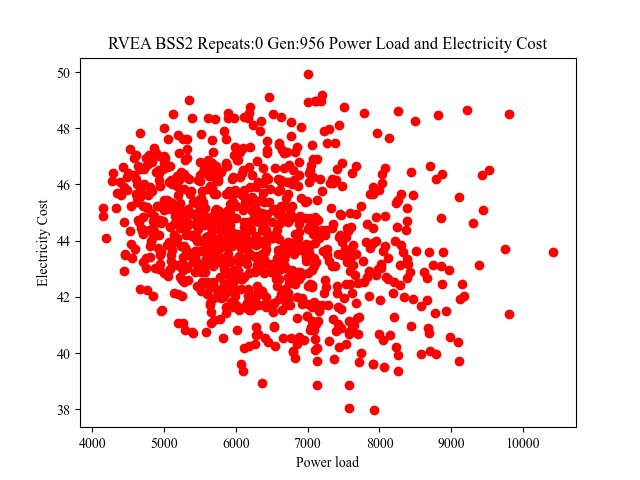 RVEA BSS2 Repeats:0 Gen:956 Power Load and Electricity Cost
50
48
46
44
42
40
38
Electricity Cost
4000 5000 6000 7000 8000 9000 10000
Power load